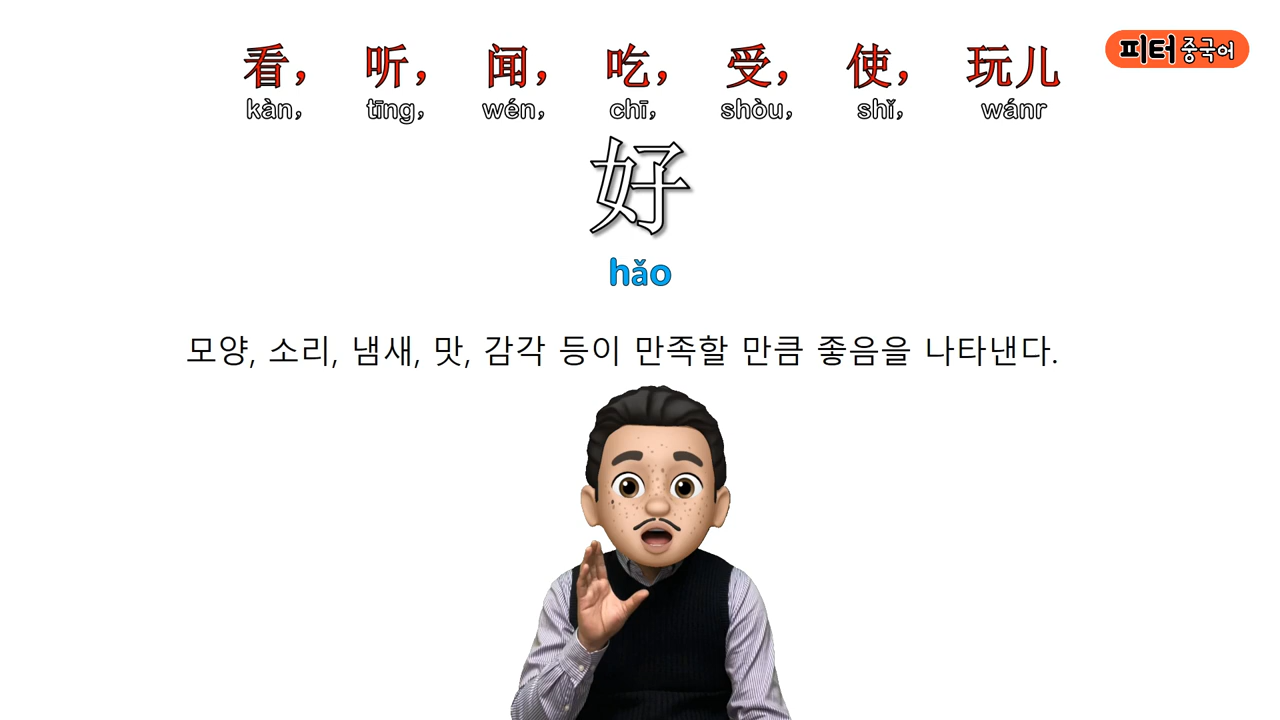 피터 중국어
看, 听, 闻, 吃, 受, 使, 玩儿
kàn, tīng, wén, chī, shòu, shǐ, wánr
好
hǎo
모양, 소리, 냄새, 맛, 감각 등이 만족할 만큼 좋음을 나타낸다.